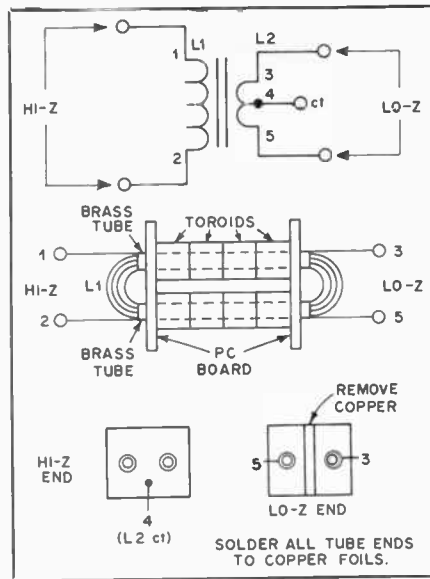 L1 L2
1 3
HI-Z 4 ct LO-Z
2 5
BRASS
TUBE TOROIDS
1 3
HI-Z L1 LO-Z
2 5
BRASS
TUBE
PC
BOARD
REMOVE
COPPER
HI-Z
END
4
(L2 ct)
5 3
LO-Z END
SOLDER ALL TUBE ENDS
TO COPPER FOILS.